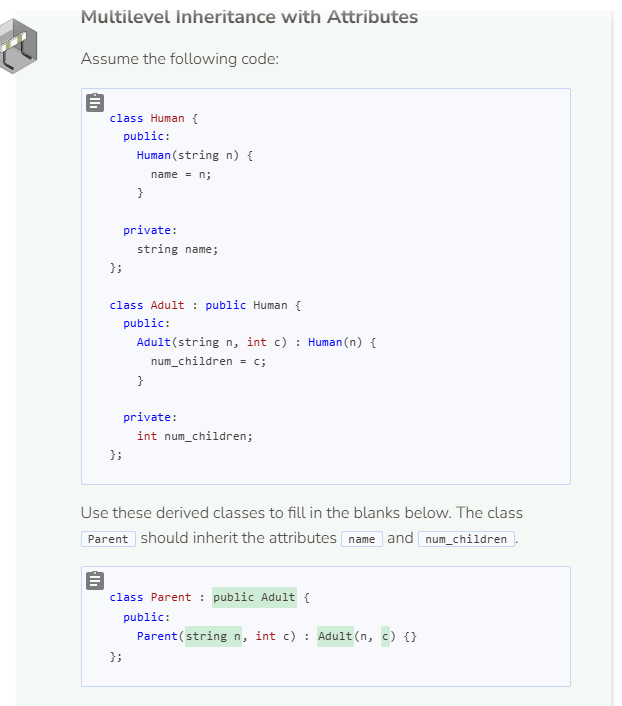 Multilevel Inheritance with Attributes
Assume the following code:
class Human {
  public:
    Human(string n) {
      name = n;
    }

  private:
    string name;
};

class Adult : public Human {
  public:
    Adult(string n, int c) : Human(n) {
      num_children = c;
    }

  private:
    int num_children;
};
Use these derived classes to fill in the blanks below. The class
Parent should inherit the attributes name and num_children.
class Parent : public Adult {
  public:
    Parent(string n, int c) : Adult(n, c) {}
};